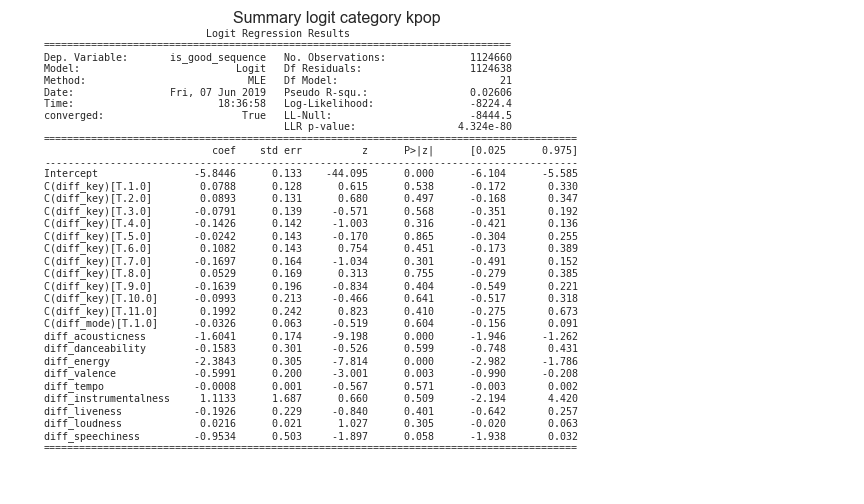 Summary logit category kpop
Logit Regression Results
==============================================================================
Dep. Variable: is_good_sequence No. Observations: 1124660
Model: Logit Df Residuals: 1124638
Method: MLE Df Model: 21
Date: Fri, 07 Jun 2019 Pseudo R-squ.: 0.02606
Time: 18:36:58 Log-Likelihood: -8224.4
converged: True LL-Null: -8444.5
LLR p-value: 4.324e-80
=========================================================================================
coef std err z P>|z| [0.025 0.975]
-----------------------------------------------------------------------------------------
Intercept -5.8446 0.133 -44.095 0.000 -6.104 -5.585
C(diff_key)[T.1.0] 0.0788 0.128 0.615 0.538 -0.172 0.330
C(diff_key)[T.2.0] 0.0893 0.131 0.680 0.497 -0.168 0.347
C(diff_key)[T.3.0] -0.0791 0.139 -0.571 0.568 -0.351 0.192
C(diff_key)[T.4.0] -0.1426 0.142 -1.003 0.316 -0.421 0.136
C(diff_key)[T.5.0] -0.0242 0.143 -0.170 0.865 -0.304 0.255
C(diff_key)[T.6.0] 0.1082 0.143 0.754 0.451 -0.173 0.389
C(diff_key)[T.7.0] -0.1697 0.164 -1.034 0.301 -0.491 0.152
C(diff_key)[T.8.0] 0.0529 0.169 0.313 0.755 -0.279 0.385
C(diff_key)[T.9.0] -0.1639 0.196 -0.834 0.404 -0.549 0.221
C(diff_key)[T.10.0] -0.0993 0.213 -0.466 0.641 -0.517 0.318
C(diff_key)[T.11.0] 0.1992 0.242 0.823 0.410 -0.275 0.673
C(diff_mode)[T.1.0] -0.0326 0.063 -0.519 0.604 -0.156 0.091
diff_acousticness -1.6041 0.174 -9.198 0.000 -1.946 -1.262
diff_danceability -0.1583 0.301 -0.526 0.599 -0.748 0.431
diff_energy -2.3843 0.305 -7.814 0.000 -2.982 -1.786
diff_valence -0.5991 0.200 -3.001 0.003 -0.990 -0.208
diff_tempo -0.0008 0.001 -0.567 0.571 -0.003 0.002
diff_instrumentalness 1.1133 1.687 0.660 0.509 -2.194 4.420
diff_liveness -0.1926 0.229 -0.840 0.401 -0.642 0.257
diff_loudness 0.0216 0.021 1.027 0.305 -0.020 0.063
diff_speechiness -0.9534 0.503 -1.897 0.058 -1.938 0.032
=========================================================================================